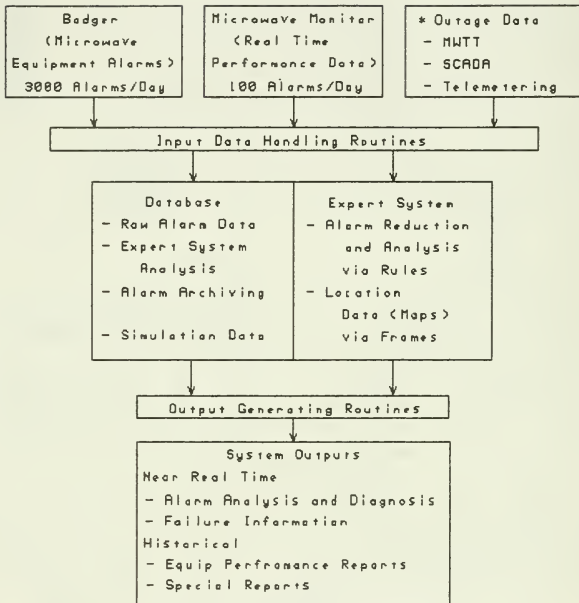 Badger
(Microwave
Equipment Alarms)
3000 Alarms/Day
Microwave Monitor
(Real Time
Performance Data)
100 Alarms/Day
* Outage Data
- MWTT
- SCADA
- Telemetering
Input Data Handling Routines
Database
- Raw Alarm Data
- Expert System
Analysis
- Alarm Archiving
- Simulation Data
Expert System
- Alarm Reduction
and Analysis
via Rules
- Location
Data (Maps)
via Frames
Output Generating Routines
System Outputs
Near Real Time
- Alarm Analysis and Diagnosis
- Failure Information
Historical
- Equip Perfromance Reports
- Special Reports